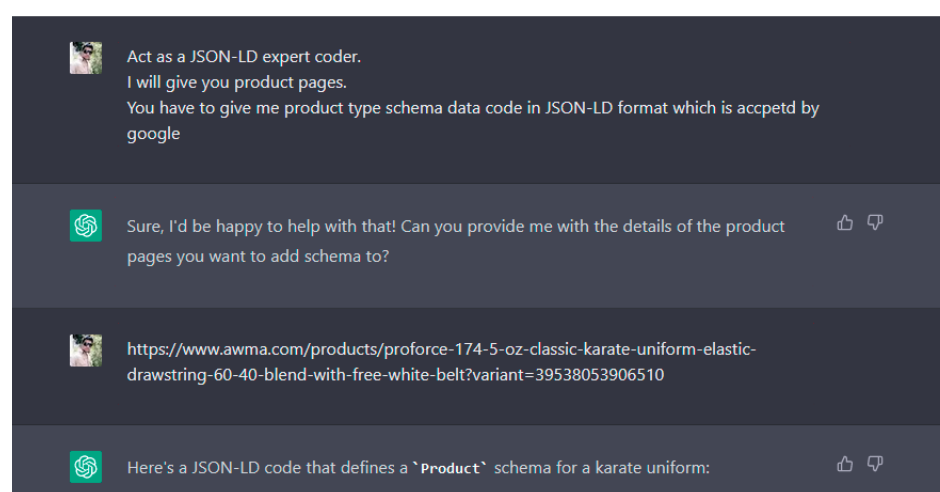 Act as a JSON-LD expert coder.
I will give you product pages.
You have to give me product type schema data code in JSON-LD format which is accpetd by
google
Sure, I'd be happy to help with that! Can you provide me with the details of the product
pages you want to add schema to?
https://www.awma.com/products/proforce-174-5-oz-classic-karate-uniform-elastic-
drawstring-60-40-blend-with-free-white-belt?variant=39538053906510
Here's a JSON-LD code that defines a `Product` schema for a karate uniform: